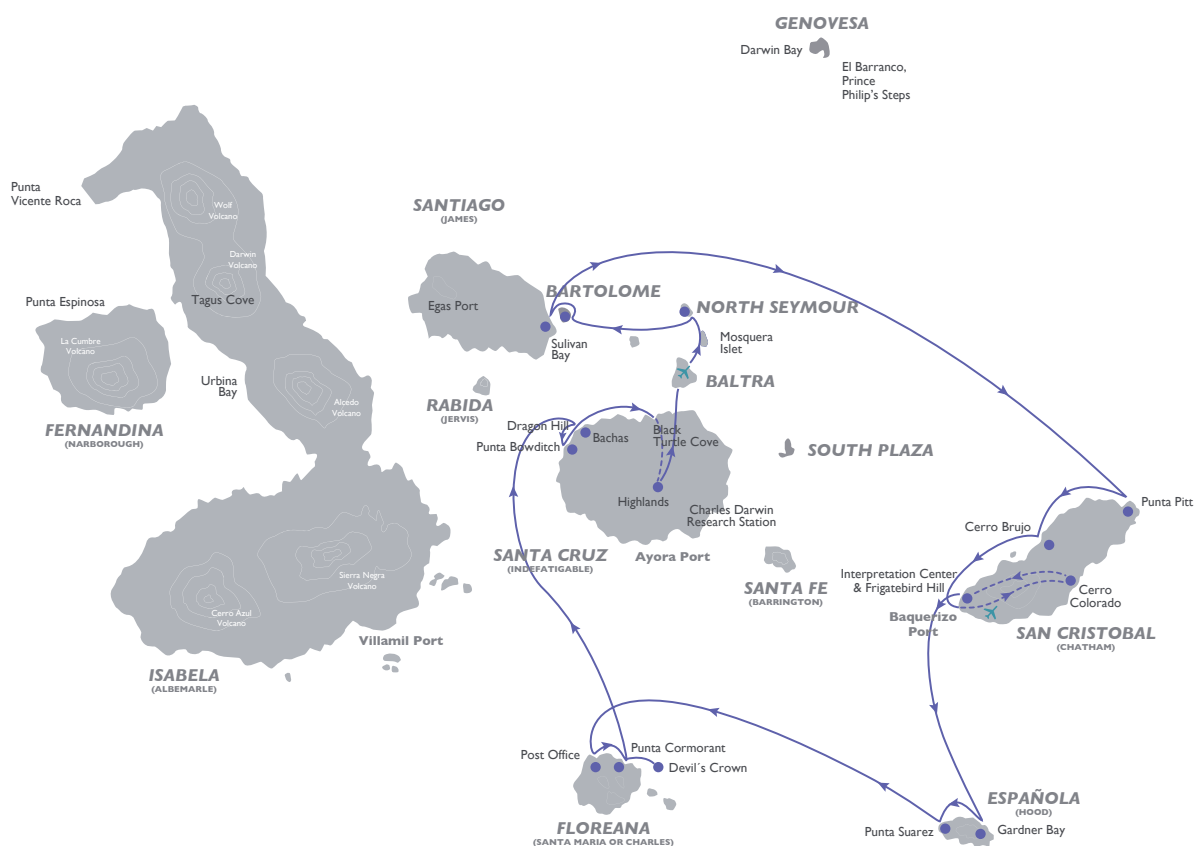 GENOVESA
Darwin Bay
El Barranco,
Prince
Philip's Steps
Punta
Vicente Roca
Wolf
Volcano
Darwin
Volcano
Tagus Cove
SANTIAGO
(JAMES)
Egas Port
BARTOLOME
NORTH SEYMOUR
Sulivan
Bay
Mosquera
Islet
Punta Espinosa
La Cumbre
Volcano
FERNANDINA
(NARBOROUGH)
Urbina
Bay
Alcedo
Volcano
RABIDA
(JERVIS)
BALTRA
Dragon Hill
Punta Bowditch
Bachas
Black
Turtle Cove
SOUTH PLAZA
Highlands
Charles Darwin
Research Station
SANTA CRUZ
(INDEFATIGABLE)
Ayora Port
SANTA FE
(BARRINGTON)
Punta Pitt
Cerro Brujo
Interpretation Center
& Frigatebird Hill
Cerro
Colorado
Baquerizo
Port
SAN CRISTOBAL
(CHATHAM)
Sierra Negra
Volcano
Cerro Azul
Volcano
Villamil Port
ISABELA
(ALBEMARLE)
Post Office
Punta Cormorant
Devil´s Crown
FLOREANA
(SANTA MARIA OR CHARLES)
ESPAÑOLA
(HOOD)
Punta Suarez
Gardner Bay